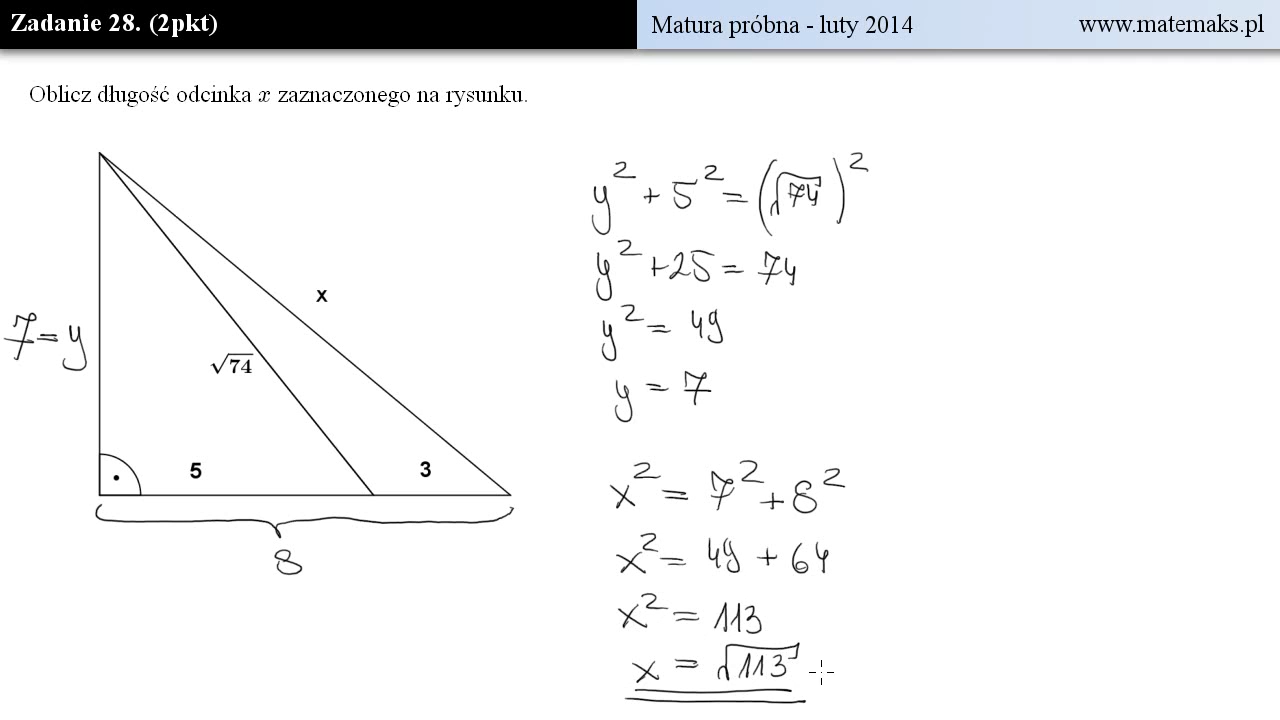 Zadanie 28. (2pkt)
Matura próbna - luty 2014
www.matemaks.pl
Oblicz długość odcinka x zaznaczonego na rysunku.
7 = y
x
√74
5
3
8
y² + 5² = (√74)²
y² + 25 = 74
y² = 49
y = 7
x² = 7² + 8²
x² = 49 + 64
x² = 113
x = √113